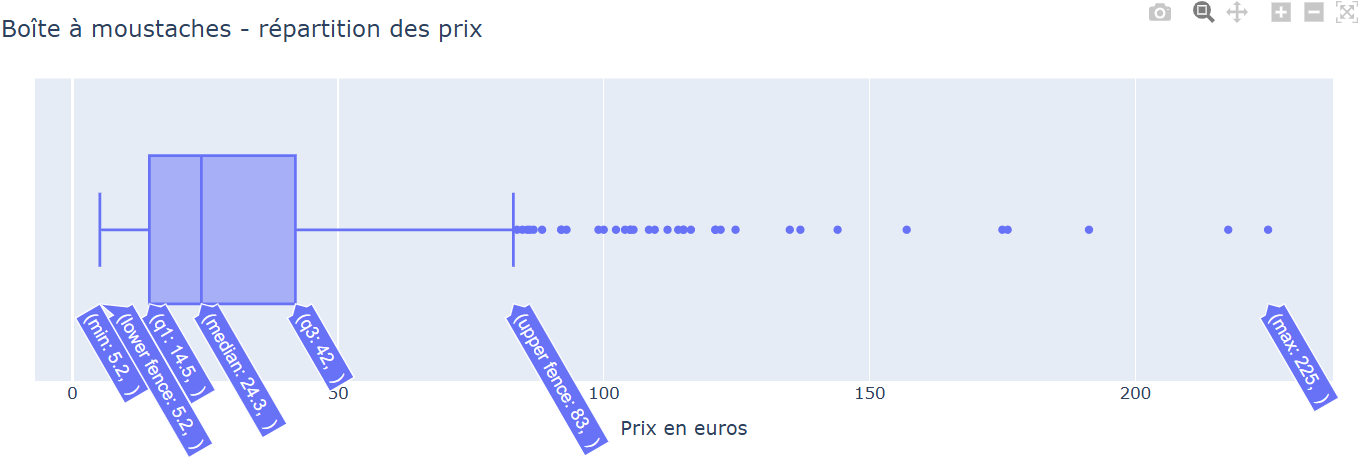 Boîte à moustaches - répartition des prix
(min: 5.2, )
(lower fence: 5.2, )
(q1: 14.5, )
(median: 24.3, )
(q3: 42, )
(upper fence: 83, )
(max: 225, )
0
50
100
150
200
Prix en euros